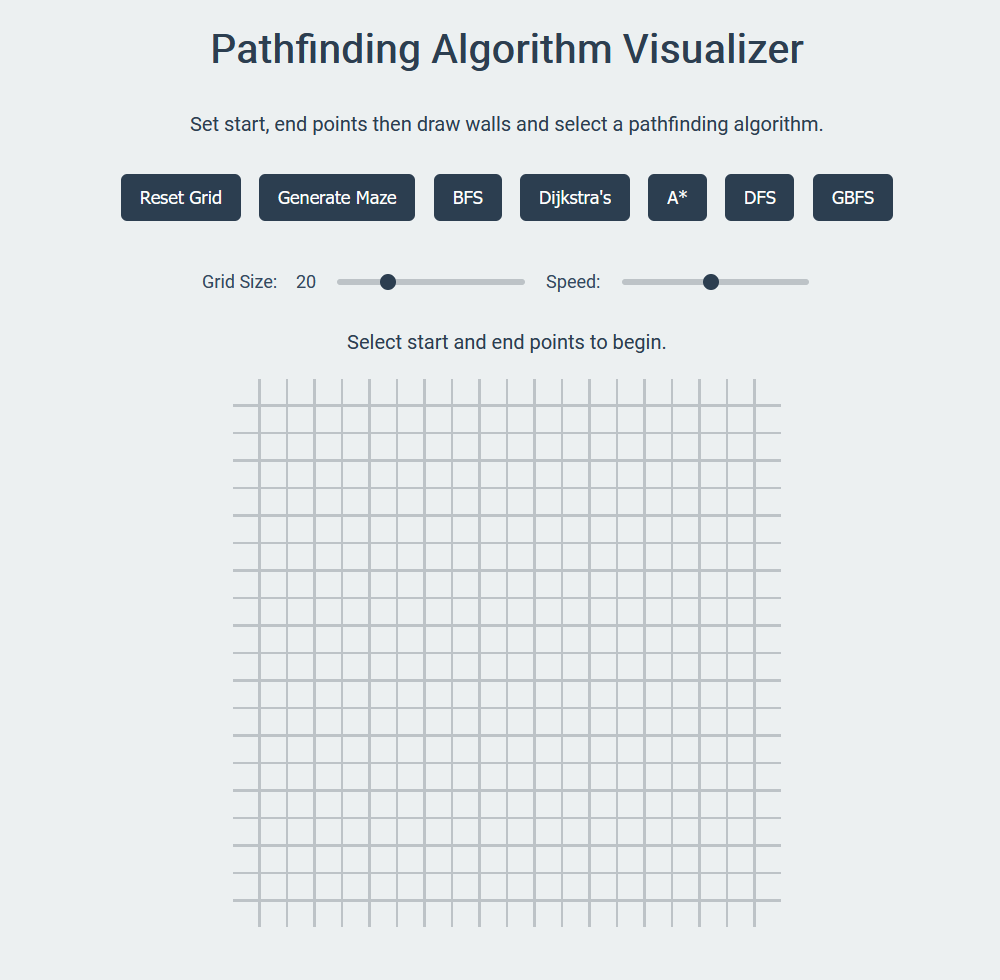 Pathfinding Algorithm Visualizer
Set start, end points then draw walls and select a pathfinding algorithm.
Reset Grid Generate Maze BFS Dijkstra's A* DFS GBFS
Grid Size: 20 Speed:
Select start and end points to begin.